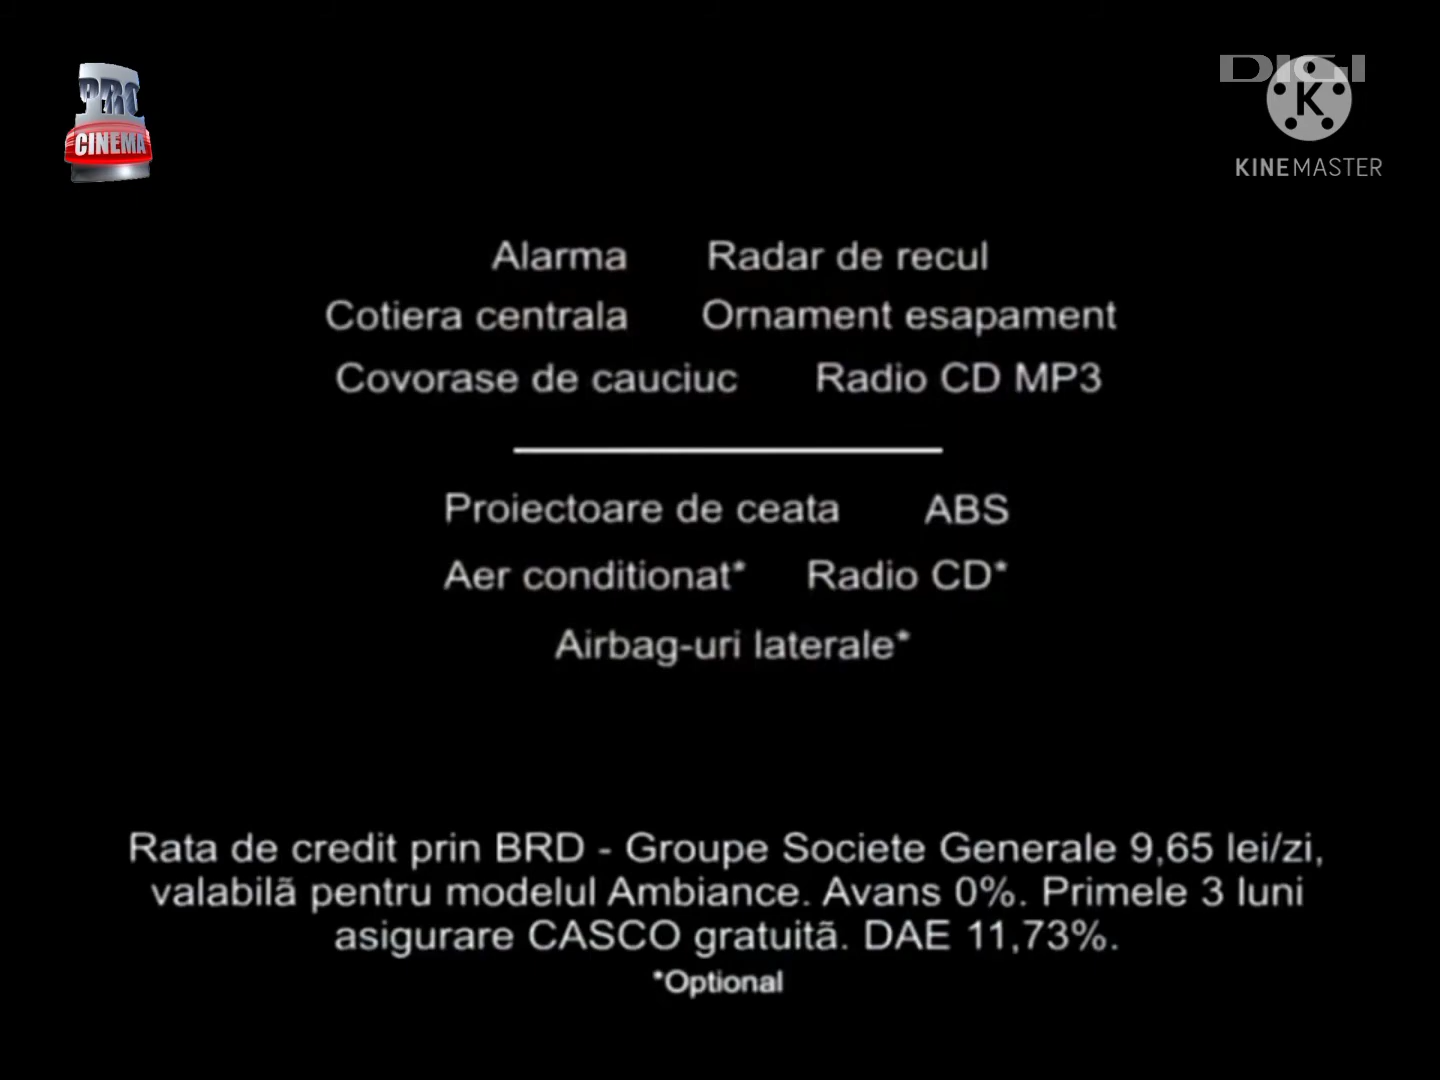 PRO
CINEMA
DIGI
K
KINEMASTER
Alarma Radar de recul
Cotiera centrala Ornament esapament
Covorase de cauciuc Radio CD MP3
Proiectoare de ceata ABS
Aer conditionat* Radio CD*
Airbag-uri laterale*
Rata de credit prin BRD - Groupe Societe Generale 9,65 lei/zi,
valabilã pentru modelul Ambiance. Avans 0%. Primele 3 luni
asigurare CASCO gratuitã. DAE 11,73%.
*Optional